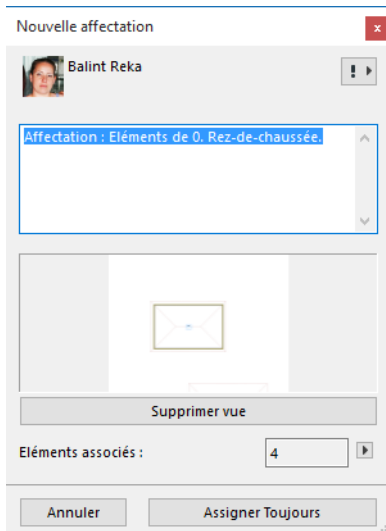 Nouvelle affectation
x
Balint Reka
!
Affectation : Eléments de 0. Rez-de-chaussée.
Supprimer vue
Eléments associés :
4
Annuler
Assigner Toujours